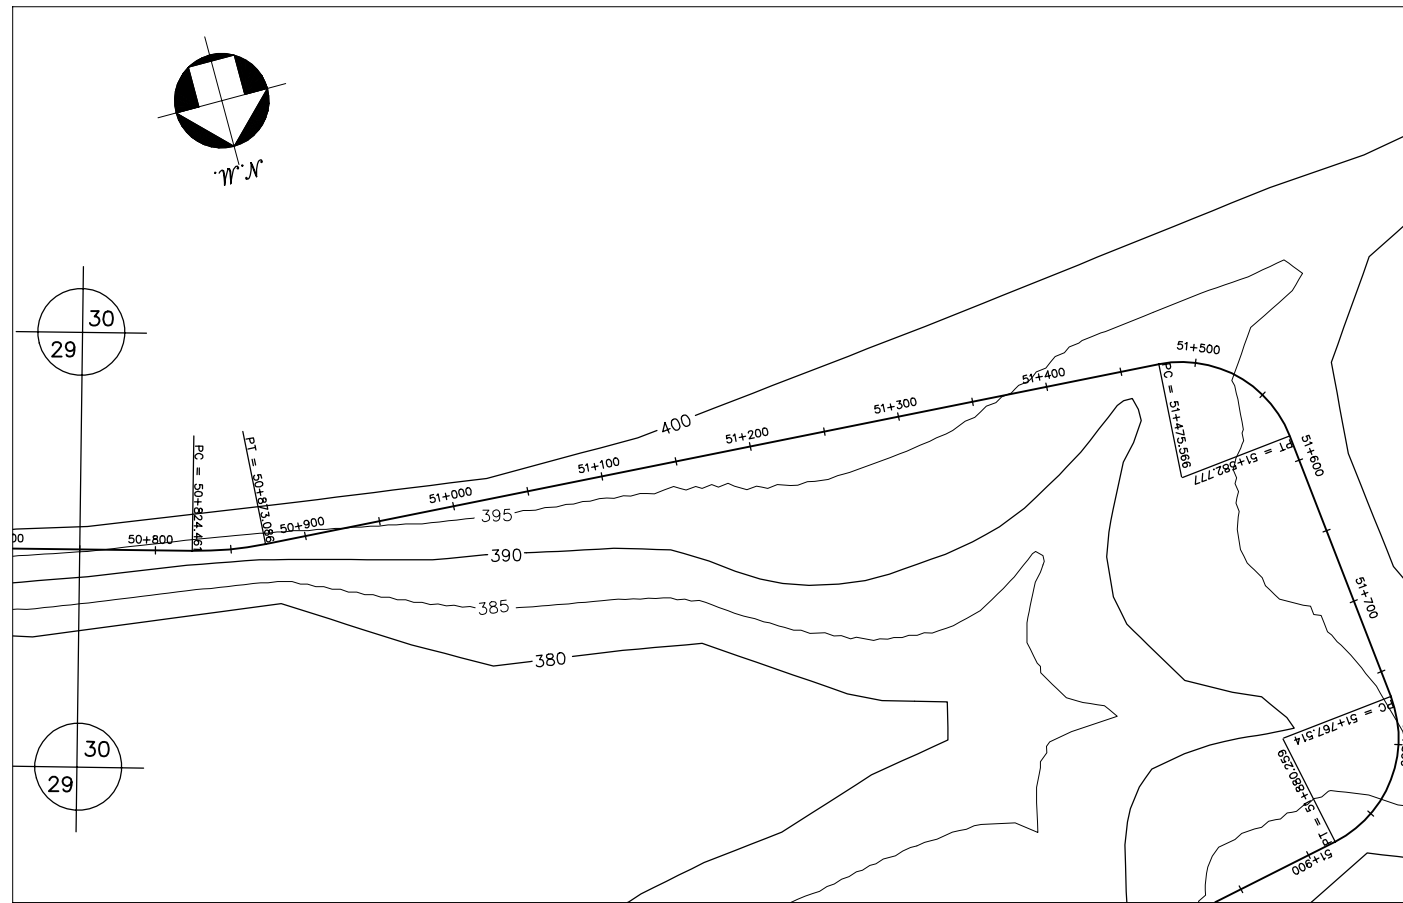 N.M.
30
29
400
395
390
385
380
30
29
50+800
PC = 50+824.461
PT = 50+873.086
50+900
51+000
51+100
51+200
51+300
51+400
PC = 51+475.566
51+500
PT = 51+582.777
51+600
51+700
PC = 51+767.514
PT = 51+880.259
51+900